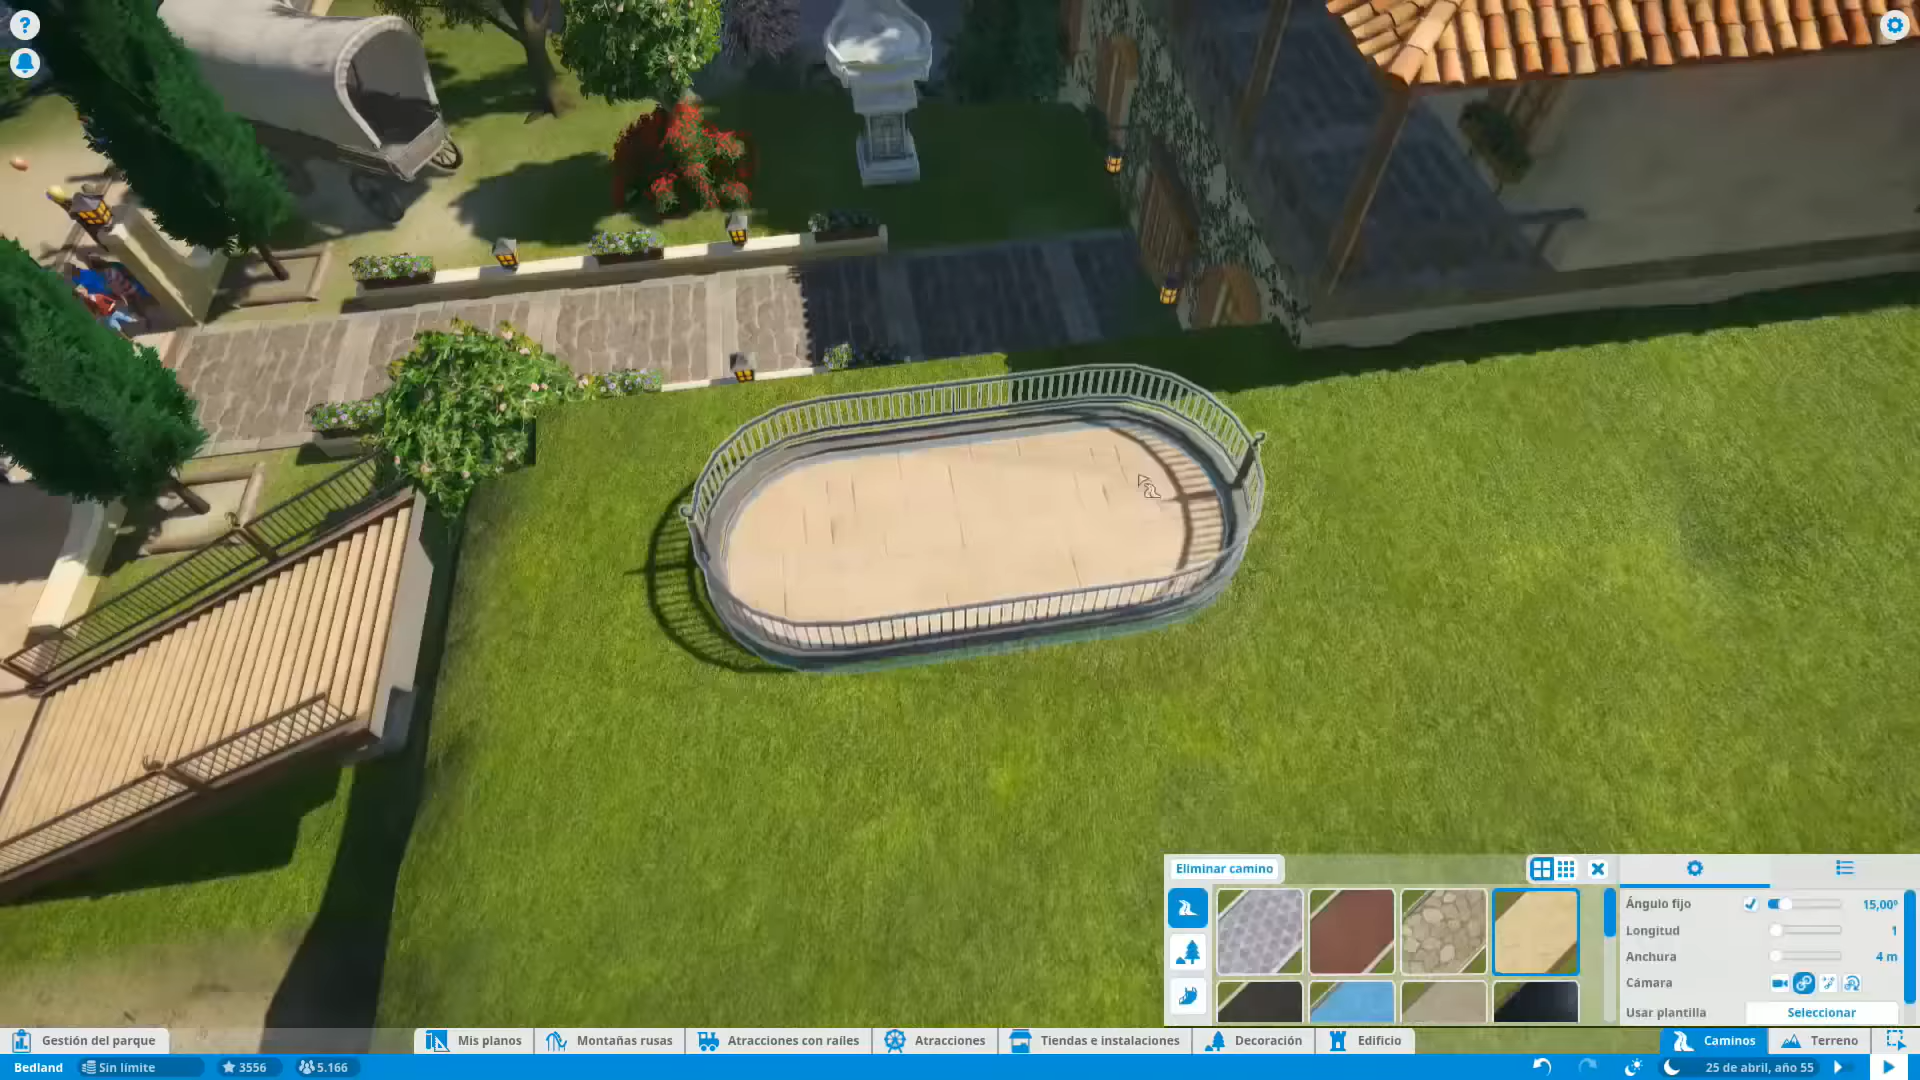 ?
Eliminar camino
Ángulo fijo 15,00°
Longitud 1
Anchura 4 m
Cámara
Usar plantilla Seleccionar
Gestión del parque
Mis planos
Montañas rusas
Atracciones con raíles
Atracciones
Tiendas e instalaciones
Decoración
Edificio
Caminos
Terreno
Bedland
Sin límite
3556
5.166
25 de abril, año 55